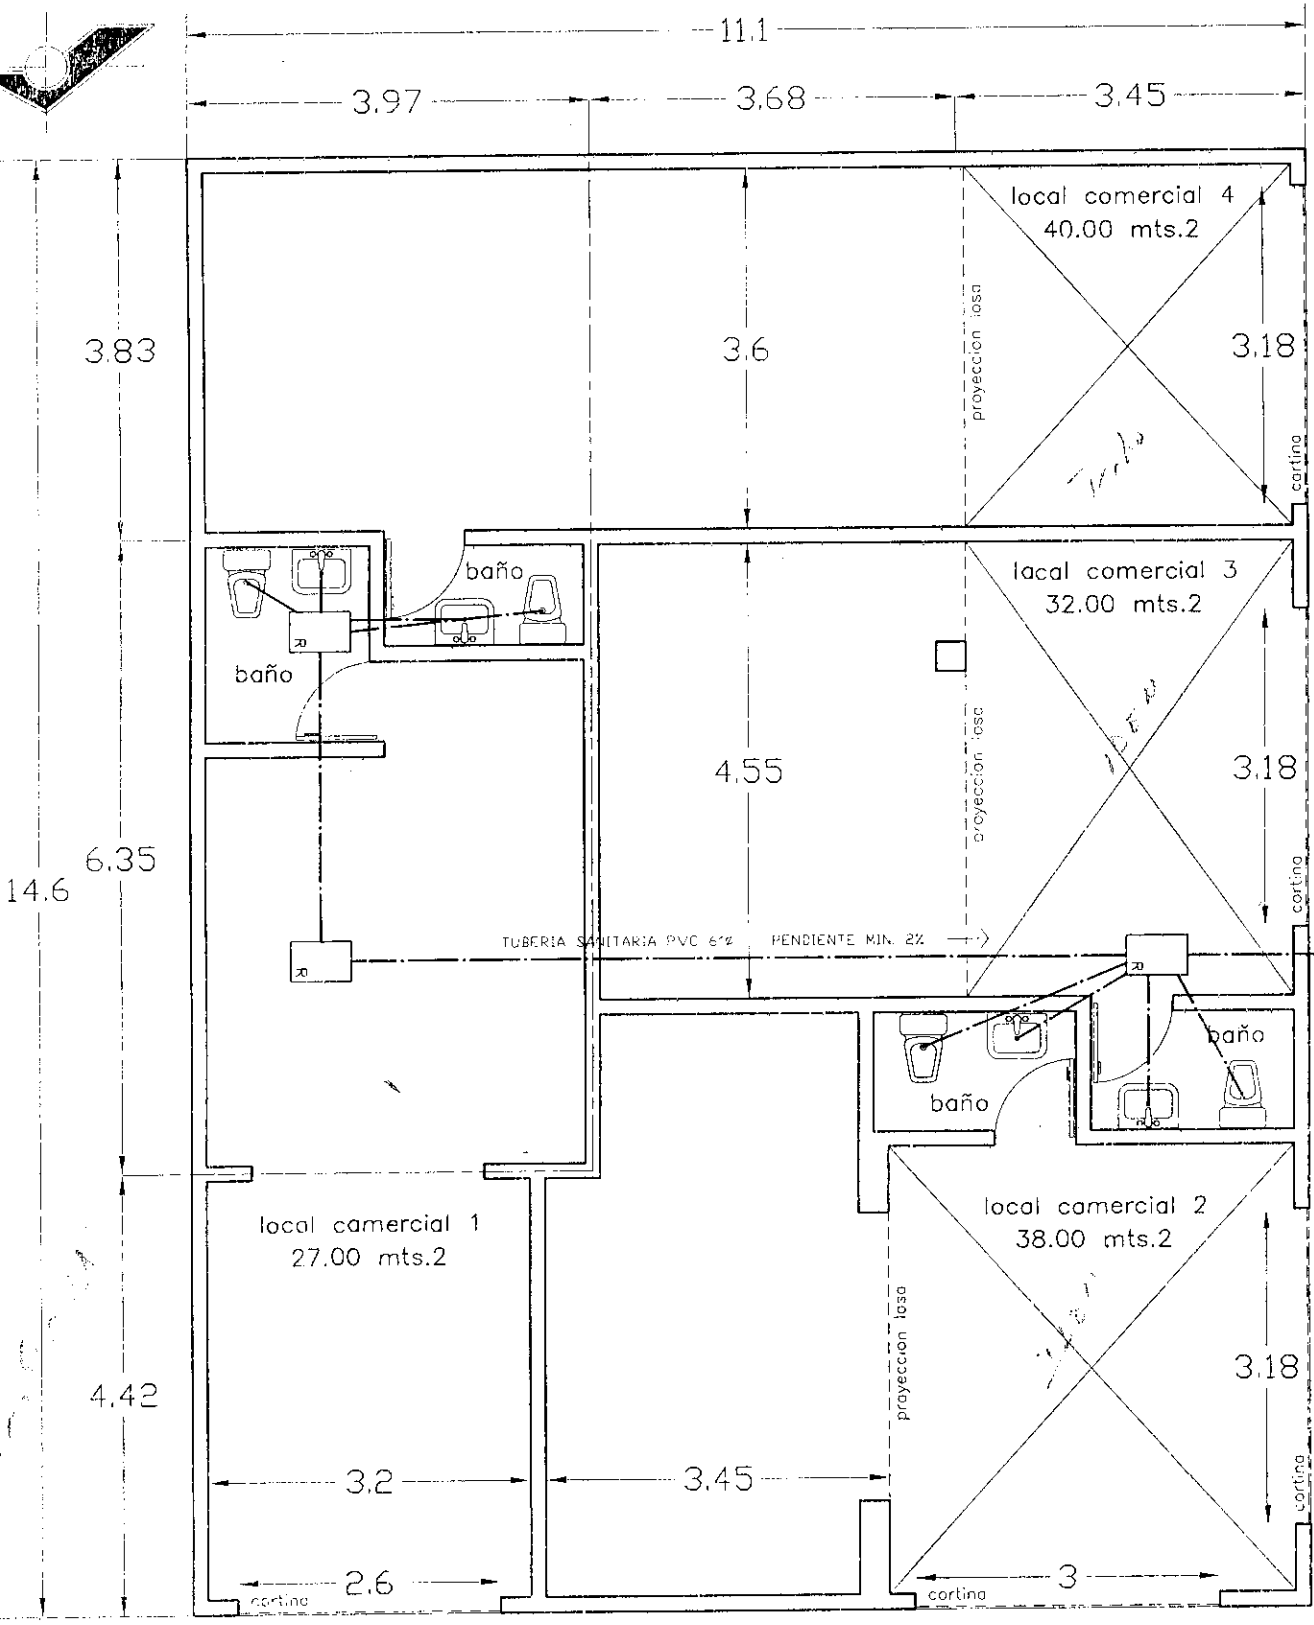 11.1
3.97
3.68
3.45
local comercial 4
40.00 mts.2
3.83
3.6
proyeccion losa
3.18
cortina
baño
lacal comercial 3
32.00 mts.2
baño
proyeccion losa
4.55
3.18
6.35
14.6
cortina
TUBERIA SANITARIA PVC 6"ø PENDIENTE MIN. 2%
R
R
R
baño
baño
local camercial 1
27.00 mts.2
local comercial 2
38.00 mts.2
proyeccion losa
3.18
4.42
3.2
3.45
cortina
2.6
cortina
3
cortina